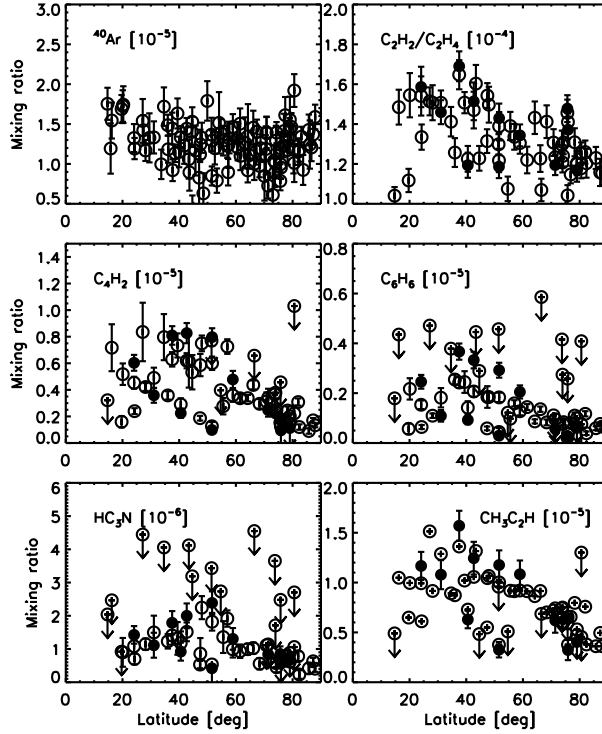 ⁴⁰Ar [10⁻⁵]
Mixing ratio
3.0
2.5
2.0
1.5
1.0
0.5
0 20 40 60 80
C₂H₂/C₂H₄ [10⁻⁴]
2.0
1.8
1.6
1.4
1.2
1.0
0 20 40 60 80
C₄H₂ [10⁻⁵]
Mixing ratio
1.4
1.2
1.0
0.8
0.6
0.4
0.2
0.0
0 20 40 60 80
C₆H₆ [10⁻⁵]
0.8
0.6
0.4
0.2
0.0
0 20 40 60 80
HC₃N [10⁻⁶]
Mixing ratio
6
5
4
3
2
1
0
0 20 40 60 80
Latitude [deg]
CH₃C₂H [10⁻⁵]
2.0
1.5
1.0
0.5
0.0
0 20 40 60 80
Latitude [deg]